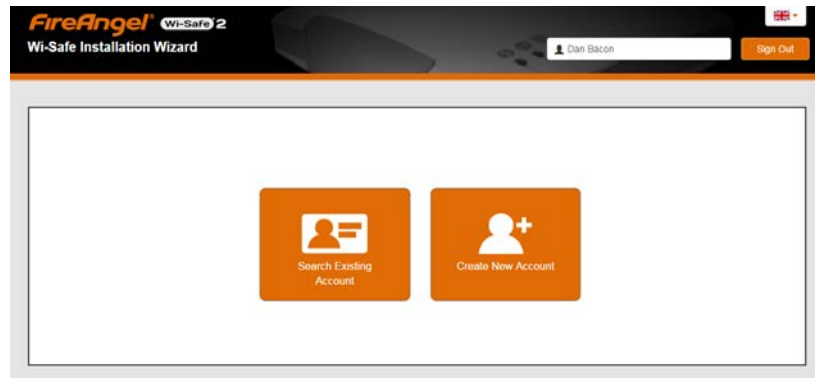 FireAngel® Wi-Safe 2
Wi-Safe Installation Wizard
Dan Bacon
Sign Out
Search Existing
Account
Create New Account